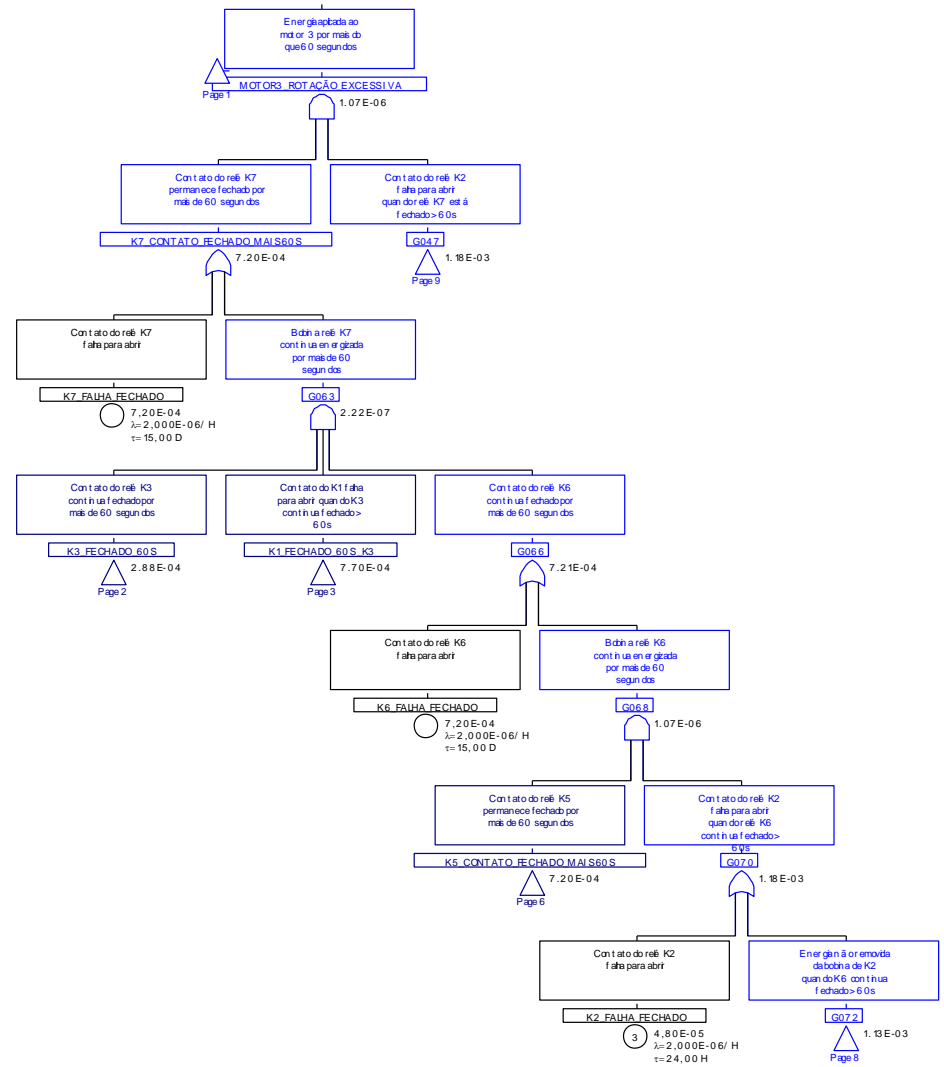 Energia aplicada ao
motor 3 por mais do
que 60 segundos
Page 1
MOTOR3_ROTAÇÃO_EXCESSIVA
1.07E-06
Contato do relé K7
permanece fechado por
mais de 60 segundos
K7_CONTATO_FECHADO_MAIS60S
7.20E-04
Contato do relé K2
falha para abrir
quando relé K7 está
fechado > 60s
G047
1.18E-03
Page 9
Contato do relé K7
falha para abrir
K7_FALHA_FECHADO
7,20E-04
λ=2,000E-06/ H
τ=15,00 D
Bobina relé K7
continua energizada
por mais de 60
segundos
G063
2.22E-07
Contato do relé K3
continua fechado por
mais de 60 segundos
K3_FECHADO_60S
2.88E-04
Page 2
Contato do K1 falha
para abrir quando K3
continua fechado >
60s
K1_FECHADO_60S_K3
7.70E-04
Page 3
Contato do relé K6
continua fechado por
mais de 60 segundos
G066
7.21E-04
Contato do relé K6
falha para abrir
K6_FALHA_FECHADO
7,20E-04
λ=2,000E-06/ H
τ=15,00 D
Bobina relé K6
continua energizada
por mais de 60
segundos
G068
1.07E-06
Contato do relé K5
permanece fechado por
mais de 60 segundos
K5_CONTATO_FECHADO_MAIS60S
7.20E-04
Page 6
Contato do relé K2
falha para abrir
quando relé K6
continua fechado >
60s
G070
1.18E-03
Contato do relé K2
falha para abrir
K2_FALHA_FECHADO
3
4,80E-05
λ=2,000E-06/ H
τ=24,00 H
Energia não removida
da bobina de K2
quando K6 continua
fechado > 60s
G072
1.13E-03
Page 8